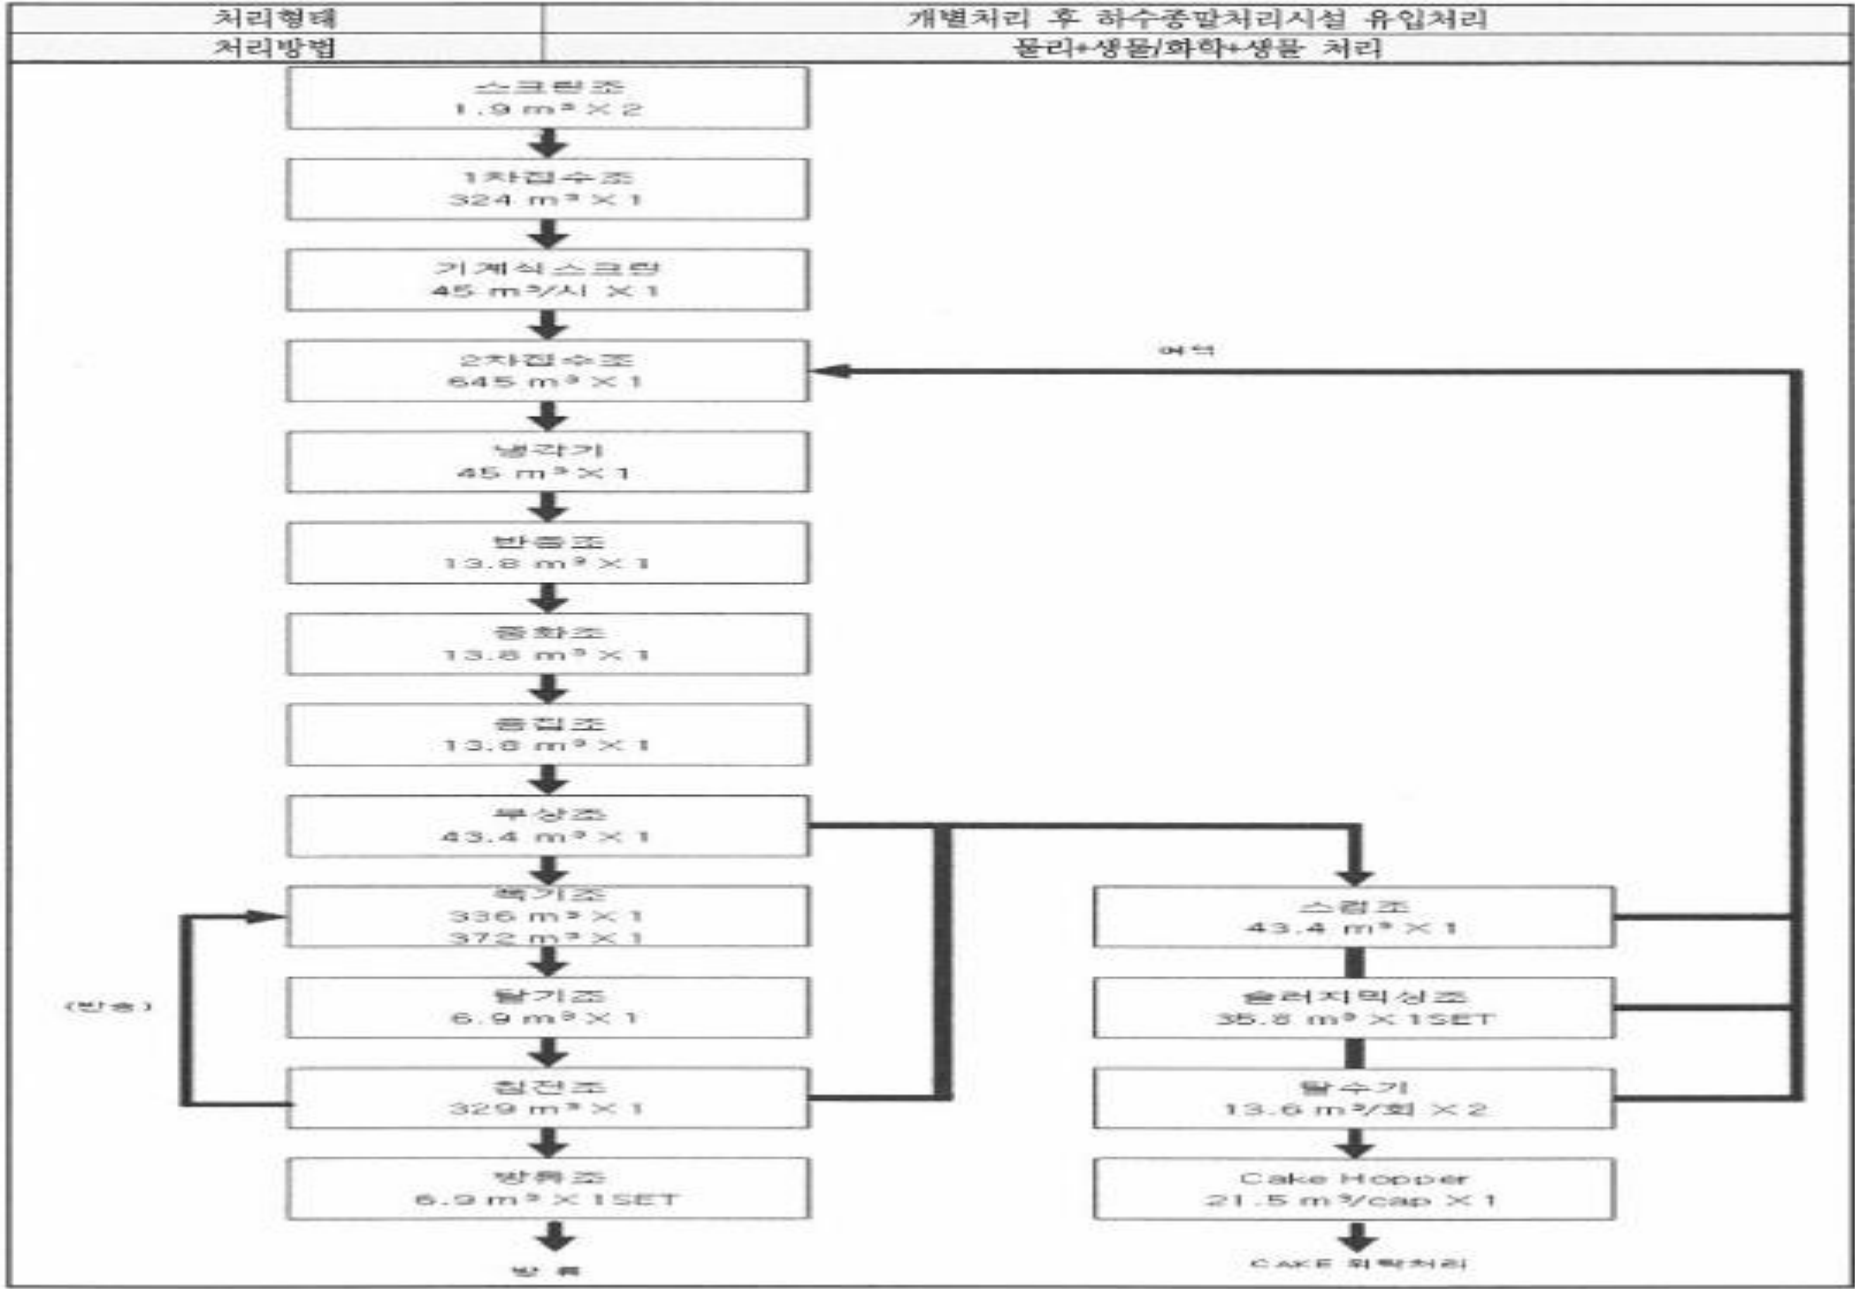 처리형태 개별처리 후 하수종말처리시설 유입처리
처리방법 물리+생물/화학+생물 처리
스크린조
1.9 m³ X 2
1차집수조
324 m³ X 1
기계식스크린
45 m³/시 X 1
2차집수조
645 m³ X 1
여액
냉각기
45 m³ X 1
반응조
13.8 m³ X 1
중화조
13.8 m³ X 1
응집조
13.8 m³ X 1
부상조
43.4 m³ X 1
폭기조
336 m³ X 1
372 m³ X 1
탈기조
6.9 m³ X 1
(반송)
침전조
329 m³ X 1
방류조
6.9 m³ X 1SET
방 류
스컴조
43.4 m³ X 1
슬러지믹싱조
35.8 m³ X 1SET
탈수기
13.6 m³/회 X 2
Cake Hopper
21.5 m³/cap X 1
CAKE 위탁처리